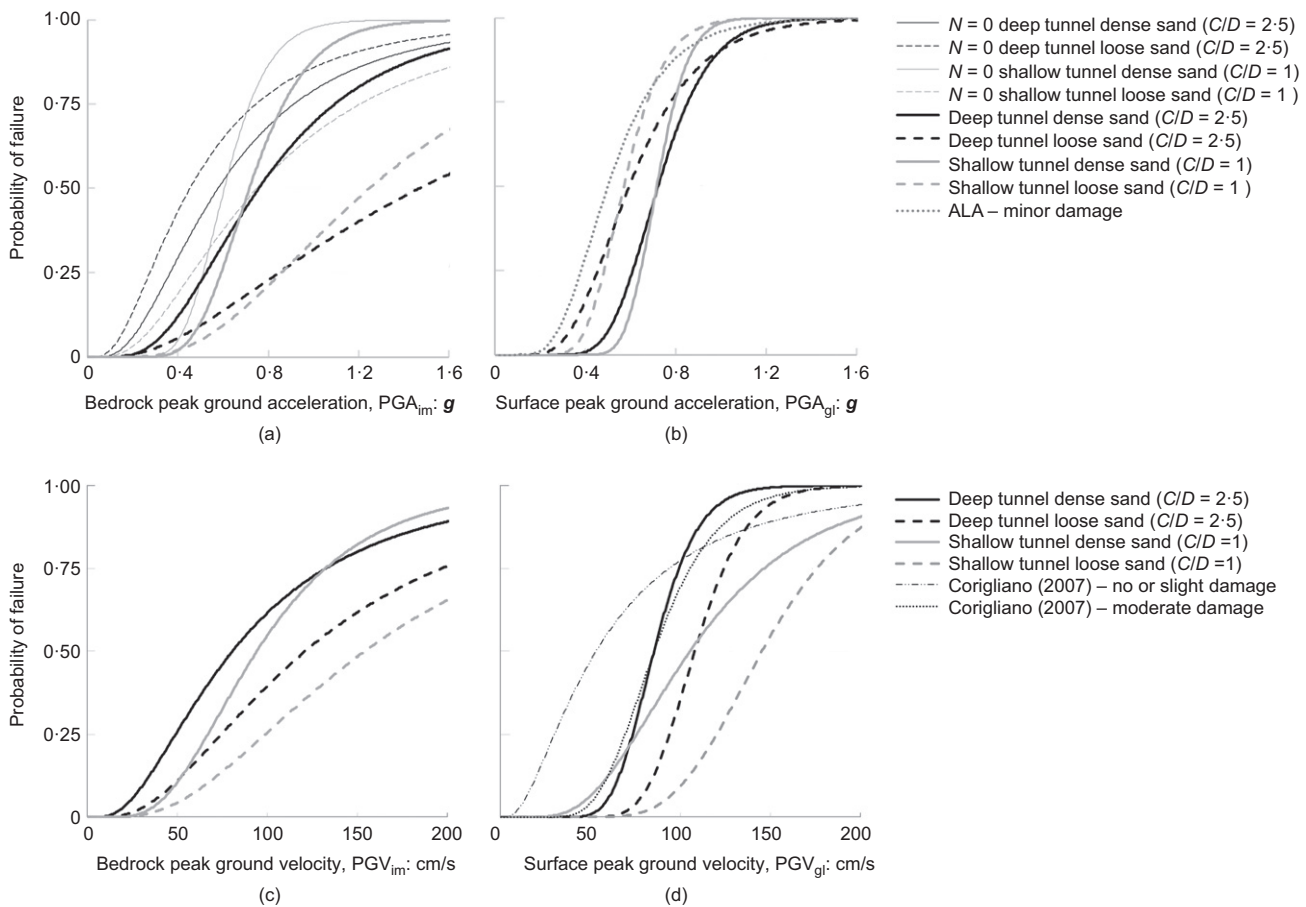 1·00
0·75
0·50
0·25
0
Probability of failure
0 0·4 0·8 1·2 1·6
Bedrock peak ground acceleration, PGAim: g
(a)
0·4 0·8 1·2 1·6
Surface peak ground acceleration, PGAgl: g
(b)
N = 0 deep tunnel dense sand (C/D = 2·5)
N = 0 deep tunnel loose sand (C/D = 2·5)
N = 0 shallow tunnel dense sand (C/D = 1)
N = 0 shallow tunnel loose sand (C/D = 1 )
Deep tunnel dense sand (C/D = 2·5)
Deep tunnel loose sand (C/D = 2·5)
Shallow tunnel dense sand (C/D = 1)
Shallow tunnel loose sand (C/D = 1 )
ALA – minor damage
1·00
0·75
0·50
0·25
0
Probability of failure
0 50 100 150 200
Bedrock peak ground velocity, PGVim: cm/s
(c)
0 50 100 150 200
Surface peak ground velocity, PGVgl: cm/s
(d)
Deep tunnel dense sand (C/D = 2·5)
Deep tunnel loose sand (C/D = 2·5)
Shallow tunnel dense sand (C/D =1)
Shallow tunnel loose sand (C/D =1)
Corigliano (2007) – no or slight damage
Corigliano (2007) – moderate damage